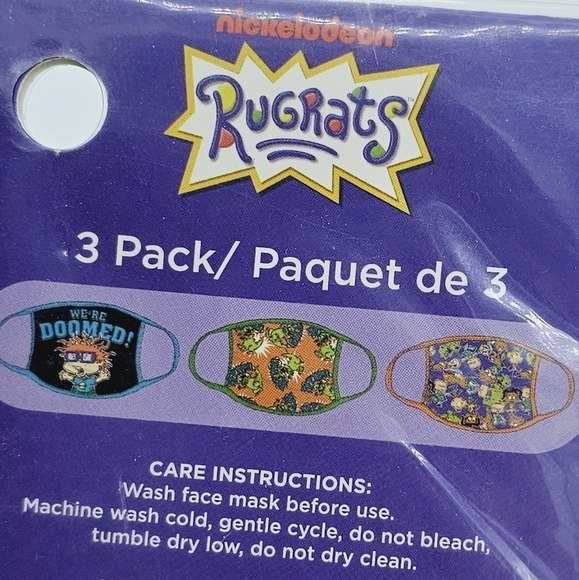 nickelodeon
RUGRATS™
3 Pack/ Paquet de 3
WE'RE
DOOMED!
CARE INSTRUCTIONS:
Wash face mask before use.
Machine wash cold, gentle cycle, do not bleach,
tumble dry low, do not dry clean.